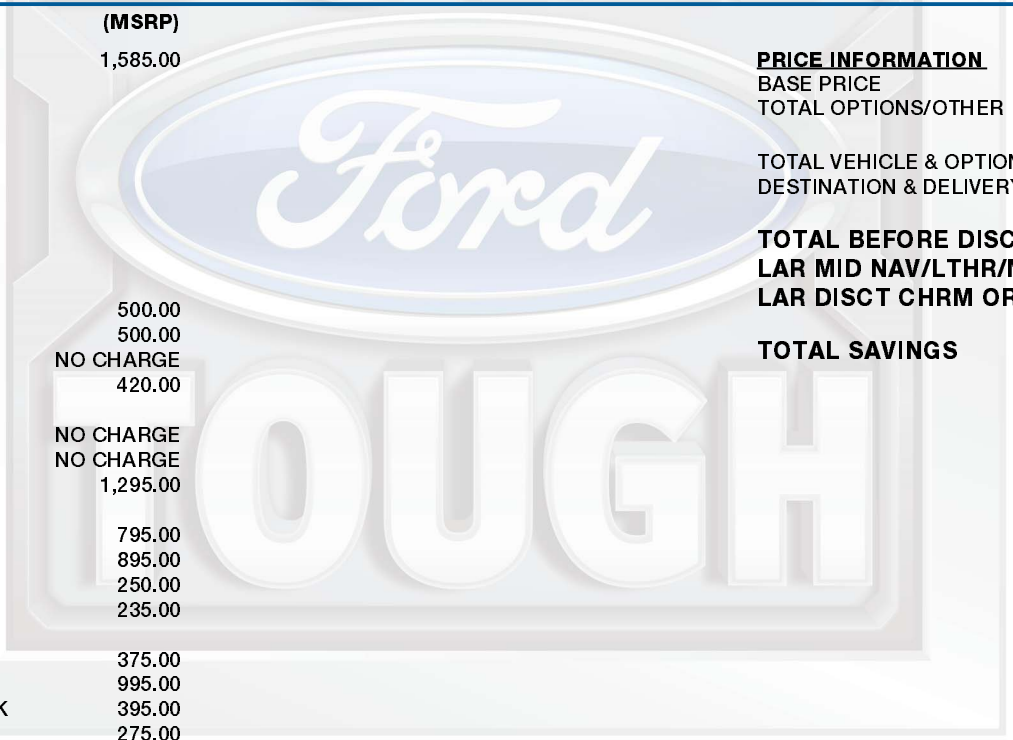 (MSRP)
1,585.00
500.00
500.00
NO CHARGE
420.00
NO CHARGE
NO CHARGE
1,295.00
795.00
895.00
250.00
235.00
375.00
995.00
K 395.00
275.00
PRICE INFORMATION
BASE PRICE
TOTAL OPTIONS/OTHER
TOTAL VEHICLE & OPTION
DESTINATION & DELIVERY
TOTAL BEFORE DISC
LAR MID NAV/LTHR/
LAR DISCT CHRM OR
TOTAL SAVINGS
Ford
TOUGH